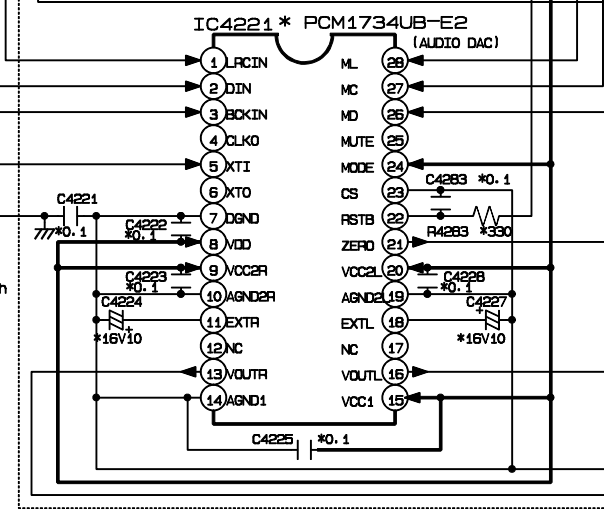 IC4221* PCM1734UB-E2
(AUDIO DAC)
1 LRCIN ML 28
2 DIN MC 27
3 BCKIN MD 26
4 CLKO MUTE 25
5 XTI MODE 24
6 XTO CS 23
C4283 *0.1
C4221 *0.1
7 DGND RSTB 22
C4222 *0.1
R4283 *330
8 VDD ZERO 21
9 VCC2R VCC2L 20
C4223 *0.1
C4228 *0.1
h
10 AGND2R AGND2L 19
C4224 *16V10
C4227 *16V10
11 EXTR EXTL 18
12 NC NC 17
13 VOUTR VOUTL 16
14 AGND1 VCC1 15
C4225 *0.1